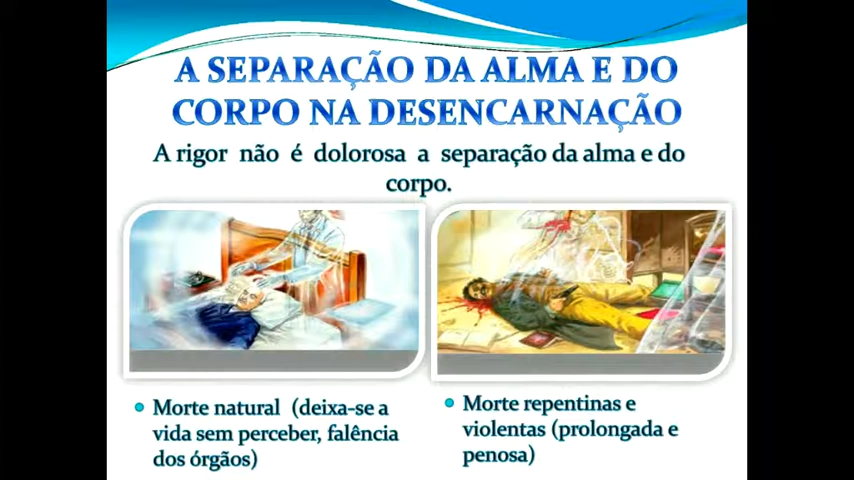 A SEPARAÇÃO DA ALMA E DO
CORPO NA DESENCARNAÇÃO
A rigor não é dolorosa a separação da alma e do
corpo.
• Morte natural (deixa-se a
vida sem perceber, falência
dos órgãos)
• Morte repentinas e
violentas (prolongada e
penosa)